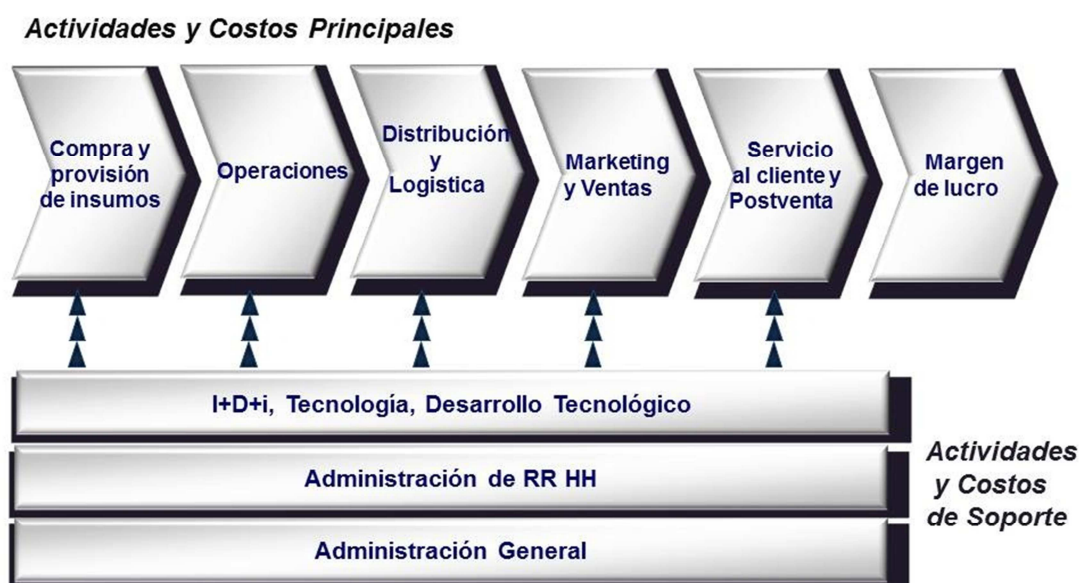 Actividades y Costos Principales
Compra y
provisión
de insumos
Operaciones
Distribución
y
Logistica
Marketing
y Ventas
Servicio
al cliente y
Postventa
Margen
de lucro
I+D+i, Tecnología, Desarrollo Tecnológico
Administración de RR HH
Administración General
Actividades
y Costos
de Soporte